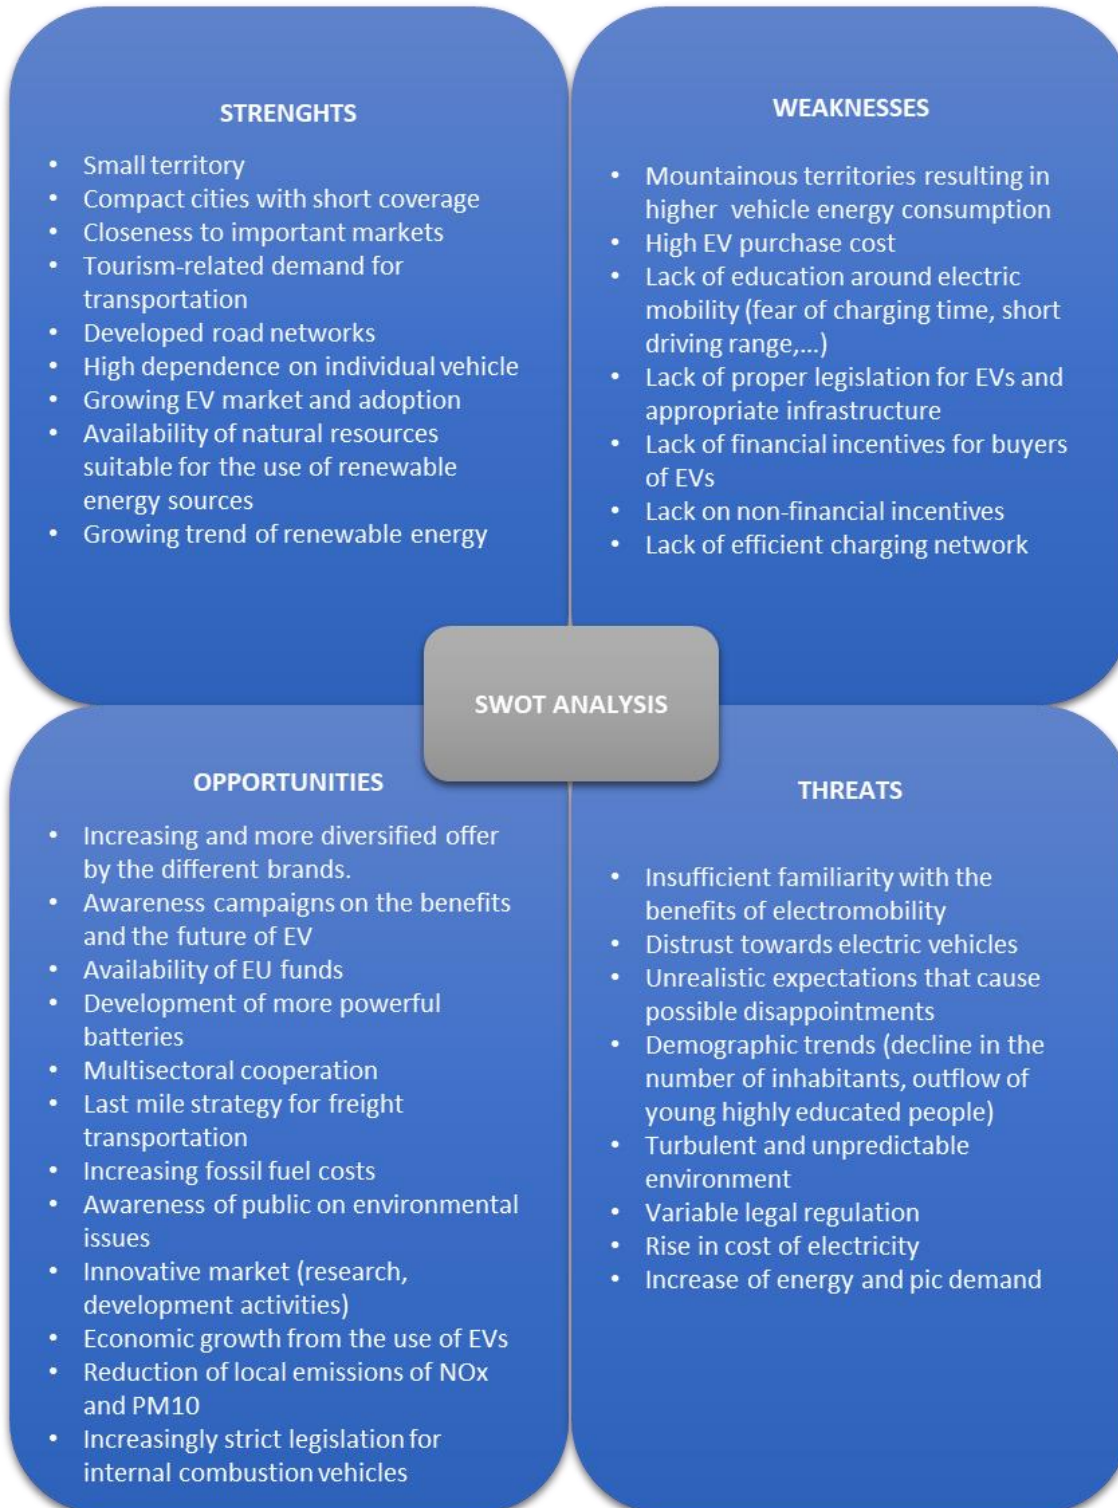 STRENGHTS
• Small territory
• Compact cities with short coverage
• Closeness to important markets
• Tourism-related demand for
transportation
• Developed road networks
• High dependence on individual vehicle
• Growing EV market and adoption
• Availability of natural resources
suitable for the use of renewable
energy sources
• Growing trend of renewable energy
WEAKNESSES
• Mountainous territories resulting in
higher vehicle energy consumption
• High EV purchase cost
• Lack of education around electric
mobility (fear of charging time, short
driving range,...)
• Lack of proper legislation for EVs and
appropriate infrastructure
• Lack of financial incentives for buyers
of EVs
• Lack on non-financial incentives
• Lack of efficient charging network
SWOT ANALYSIS
OPPORTUNITIES
• Increasing and more diversified offer
by the different brands.
• Awareness campaigns on the benefits
and the future of EV
• Availability of EU funds
• Development of more powerful
batteries
• Multisectoral cooperation
• Last mile strategy for freight
transportation
• Increasing fossil fuel costs
• Awareness of public on environmental
issues
• Innovative market (research,
development activities)
• Economic growth from the use of EVs
• Reduction of local emissions of NOx
and PM10
• Increasingly strict legislation for
internal combustion vehicles
THREATS
• Insufficient familiarity with the
benefits of electromobility
• Distrust towards electric vehicles
• Unrealistic expectations that cause
possible disappointments
• Demographic trends (decline in the
number of inhabitants, outflow of
young highly educated people)
• Turbulent and unpredictable
environment
• Variable legal regulation
• Rise in cost of electricity
• Increase of energy and pic demand